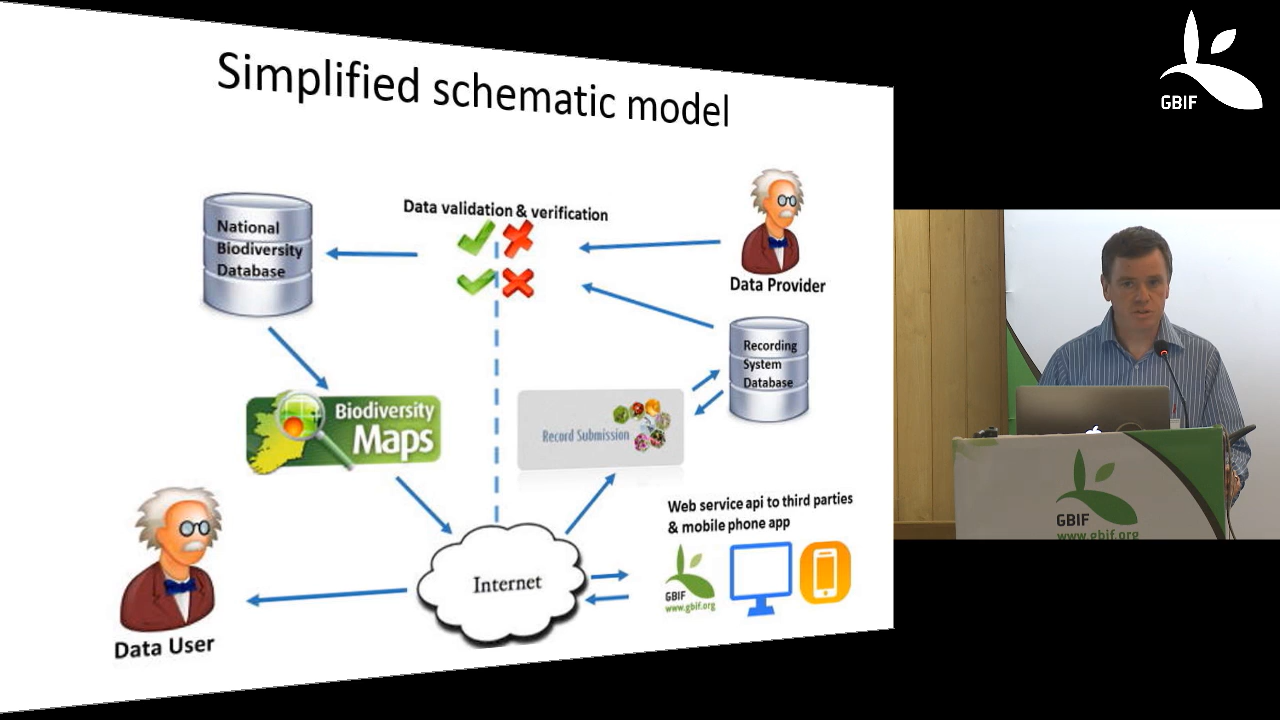 Simplified schematic model
GBIF
Data validation & verification
National
Biodiversity
Database
Data Provider
Recording
System
Database
Biodiversity
Maps
Record Submission
Web service api to third parties
& mobile phone app
Internet
GBIF
www.gbif.org
Data User
GBIF
www.gbif.org